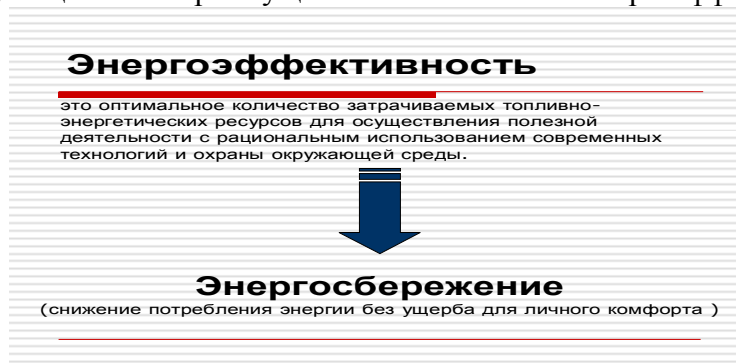 Энергоэффективность
это оптимальное количество затрачиваемых топливно-
энергетических ресурсов для осуществления полезной
деятельности с рациональным использованием современных
технологий и охраны окружающей среды.
Энергосбережение
(снижение потребления энергии без ущерба для личного комфорта )